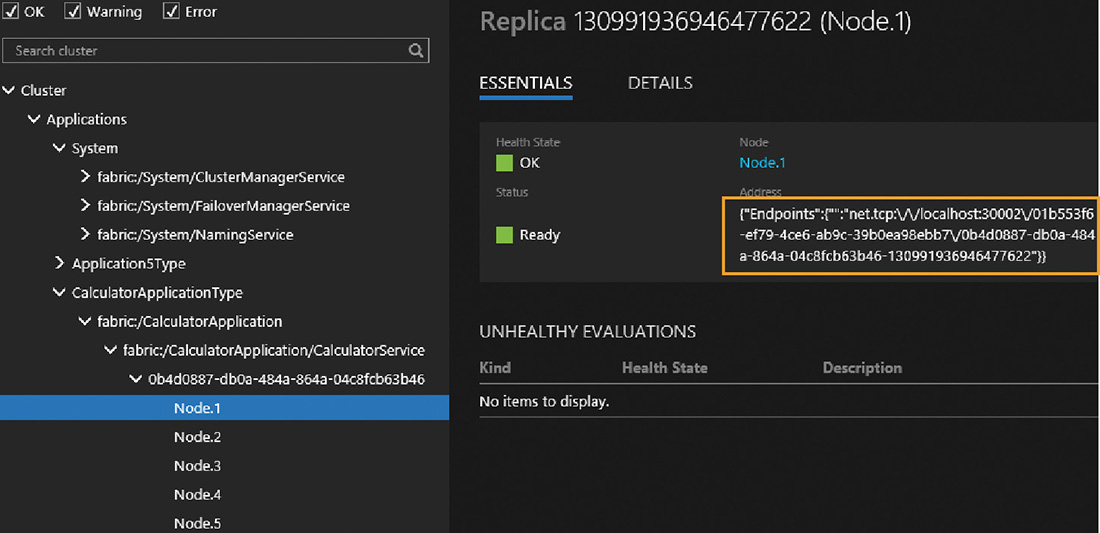 OK Warning Error
Search cluster
Cluster
Applications
System
fabric:/System/ClusterManagerService
fabric:/System/FailoverManagerService
fabric:/System/NamingService
Application5Type
CalculatorApplicationType
fabric:/CalculatorApplication
fabric:/CalculatorApplication/CalculatorService
0b4d0887-db0a-484a-864a-04c8fcb63b46
Node.1
Node.2
Node.3
Node.4
Node.5
Replica 130991936946477622 (Node.1)
ESSENTIALS DETAILS
Health State Node
OK Node.1
Status Address
Ready
{"Endpoints":{"":"net.tcp:\/\/localhost:30002\/01b553f6
-ef79-4ce6-ab9c-39b0ea98ebb7\/0b4d0887-db0a-484
a-864a-04c8fcb63b46-130991936946477622"}}
UNHEALTHY EVALUATIONS
Kind Health State Description
No items to display.